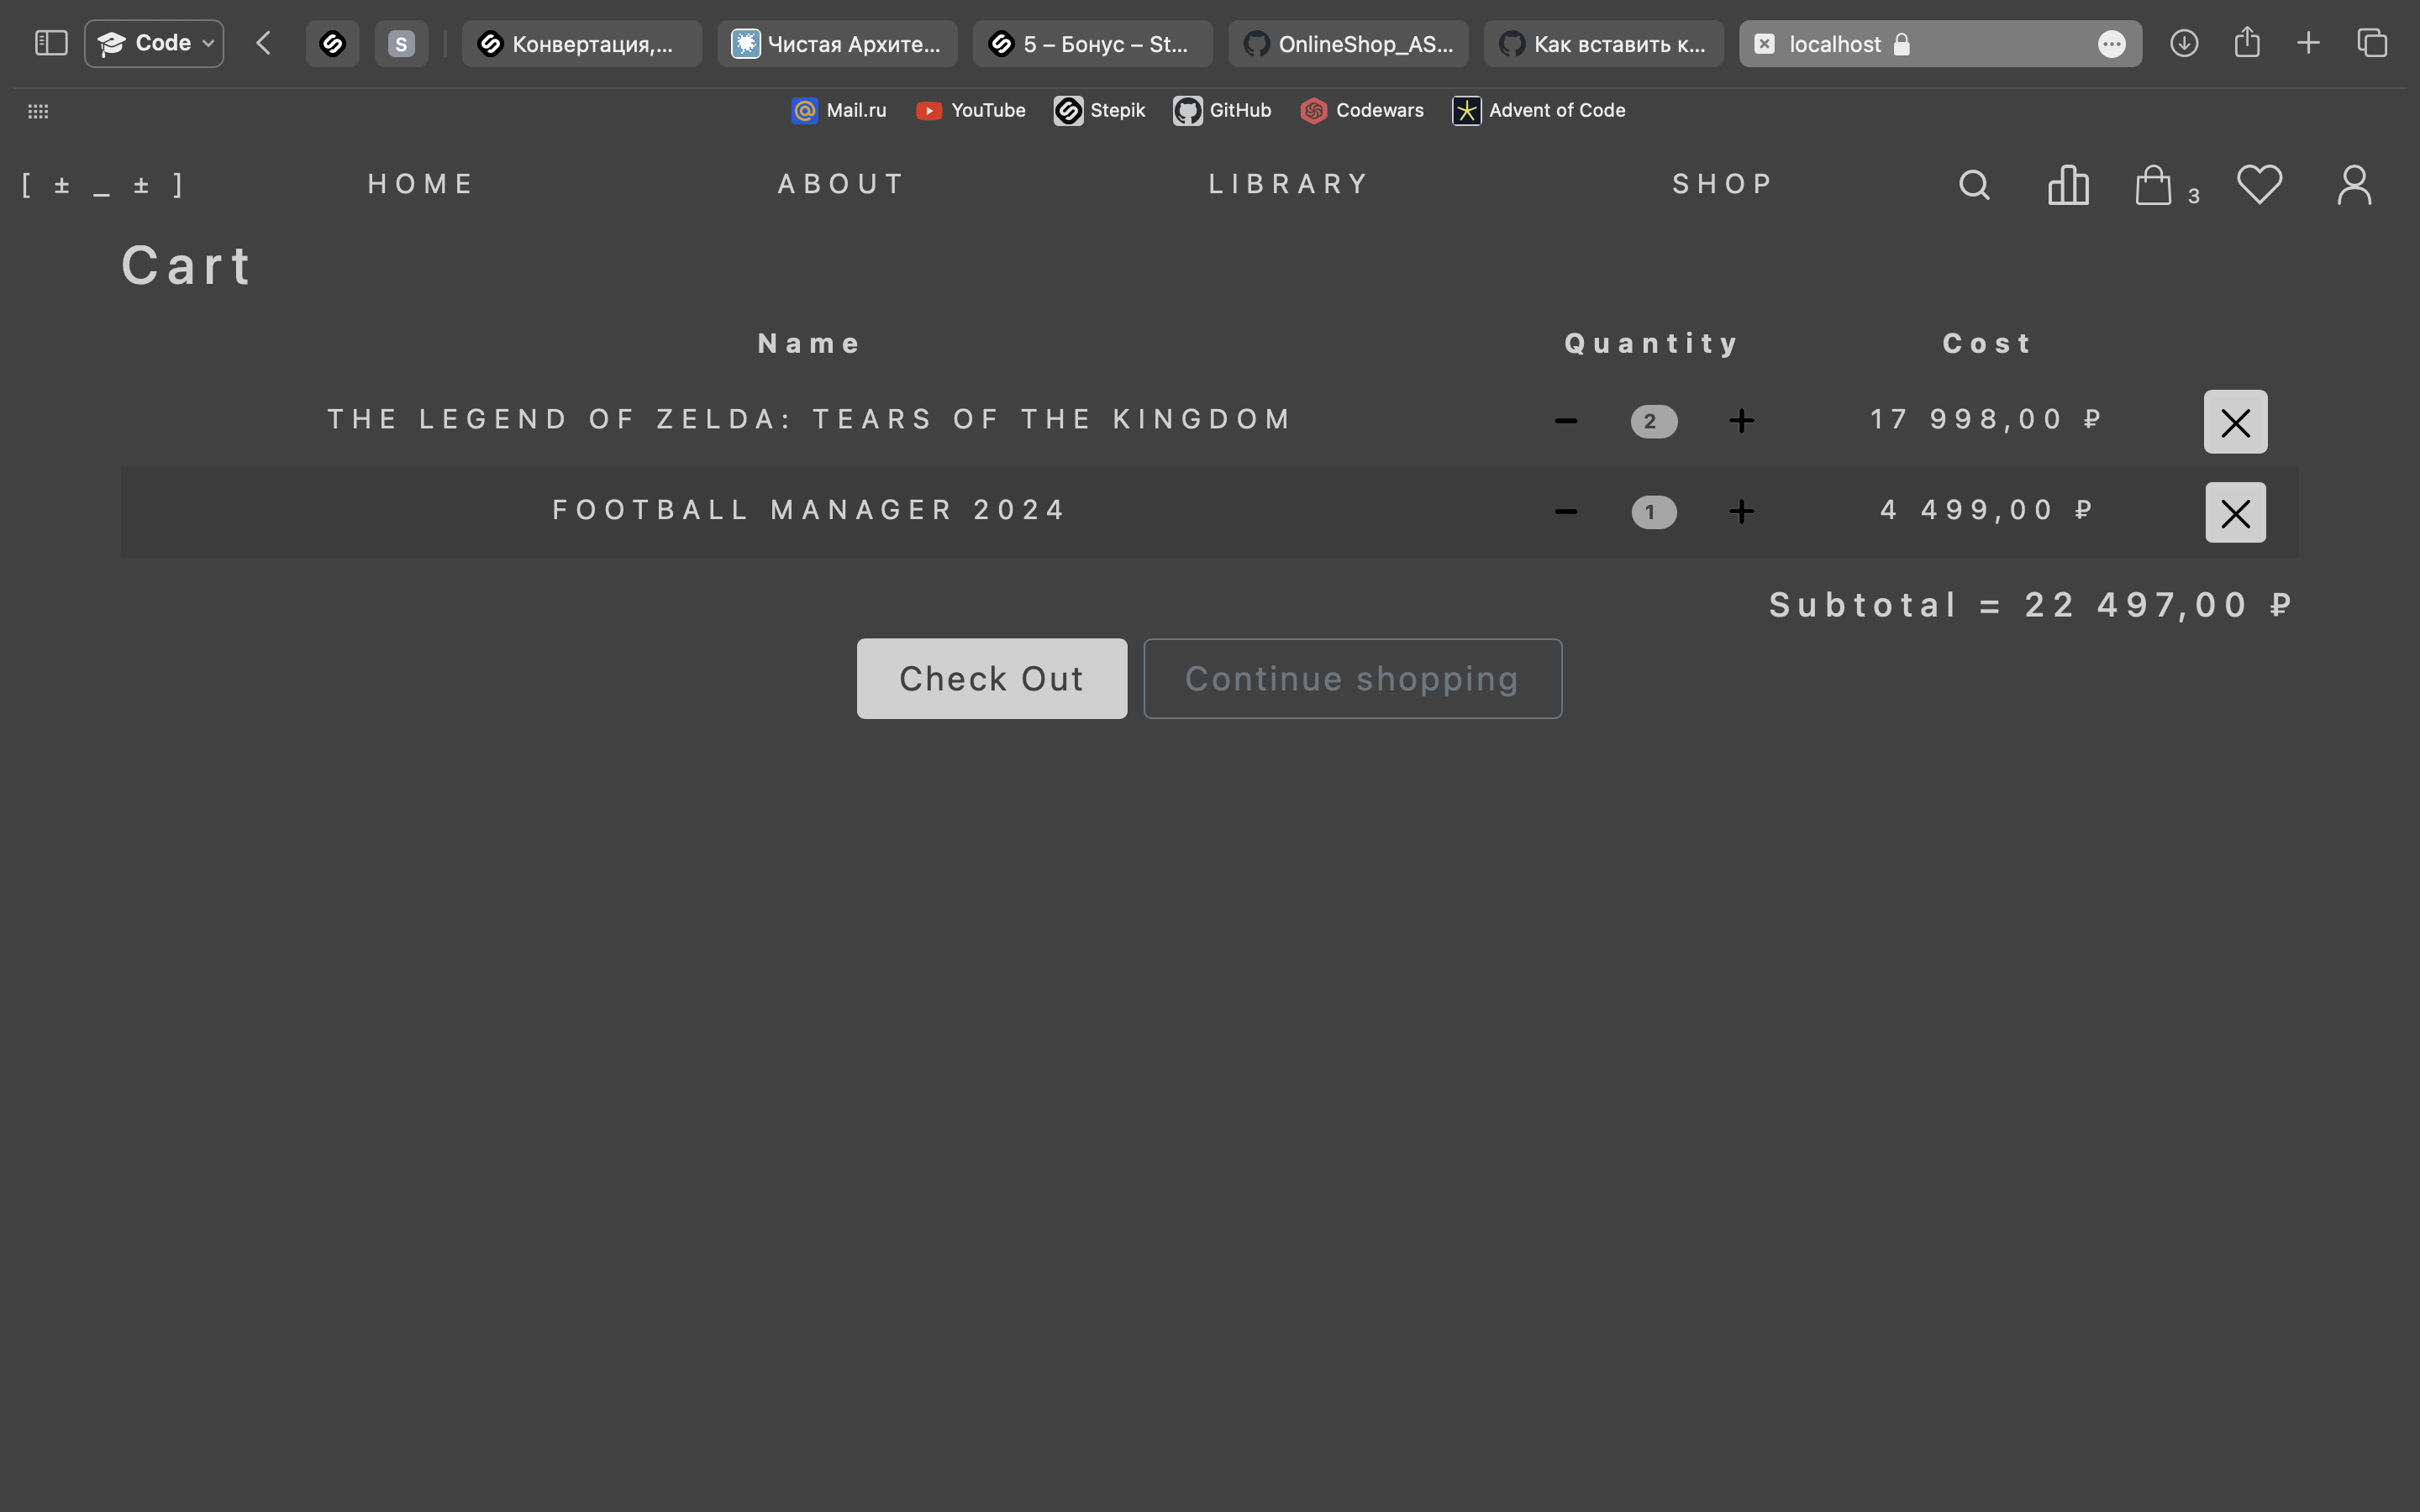 Code
S
Конвертация,...
Чистая Архите...
5 – Бонус – St...
OnlineShop_AS...
Как вставить к...
localhost
Mail.ru
YouTube
Stepik
GitHub
Codewars
Advent of Code
[ ± _ ± ]
HOME
ABOUT
LIBRARY
SHOP
3
Cart
Name Quantity Cost
THE LEGEND OF ZELDA: TEARS OF THE KINGDOM 2 17 998,00 ₽
FOOTBALL MANAGER 2024 1 4 499,00 ₽
Subtotal = 22 497,00 ₽
Check Out
Continue shopping